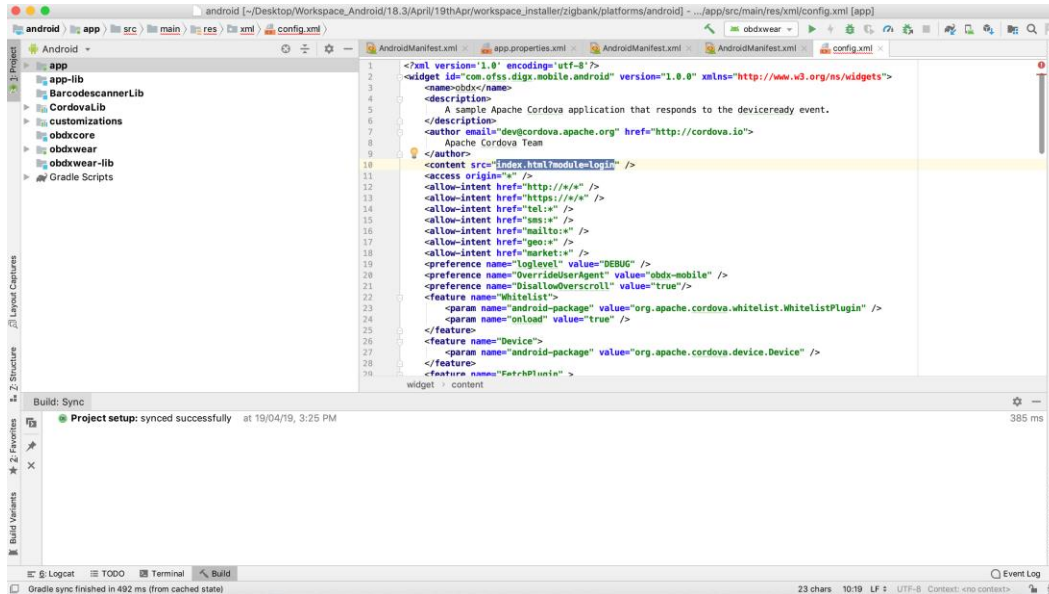 android [~/Desktop/Workspace_Android/18.3/April/19thApr/workspace_installer/zigbank/platforms/android] - .../app/src/main/res/xml/config.xml [app]
android app src main res xml config.xml obdxwear
1: Project
Android
AndroidManifest.xml app.properties.xml AndroidManifest.xml AndroidManifest.xml config.xml
app
app-lib
BarcodescannerLib
CordovaLib
customizations
obdxcore
obdxwear
obdxwear-lib
Gradle Scripts
1 <?xml version='1.0' encoding='utf-8'?>
2 <widget id="com.ofss.digx.mobile.android" version="1.0.0" xmlns="http://www.w3.org/ns/widgets">
3 <name>obdx</name>
4 <description>
5 A sample Apache Cordova application that responds to the deviceready event.
6 </description>
7 <author email="dev@cordova.apache.org" href="http://cordova.io">
8 Apache Cordova Team
9 </author>
10 <content src="index.html?module=login" />
11 <access origin="*" />
12 <allow-intent href="http://*/*" />
13 <allow-intent href="https://*/*" />
14 <allow-intent href="tel:*" />
15 <allow-intent href="sms:*" />
16 <allow-intent href="mailto:*" />
17 <allow-intent href="geo:*" />
18 <allow-intent href="market:*" />
19 <preference name="loglevel" value="DEBUG" />
20 <preference name="OverrideUserAgent" value="obdx-mobile" />
21 <preference name="DisallowOverscroll" value="true"/>
22 <feature name="Whitelist">
23 <param name="android-package" value="org.apache.cordova.whitelist.WhitelistPlugin" />
24 <param name="onload" value="true" />
25 </feature>
26 <feature name="Device">
27 <param name="android-package" value="org.apache.cordova.device.Device" />
28 </feature>
29 <feature name="FetchPlugin" >
widget › content
Layout Captures
Z: Structure
2: Favorites
Build Variants
Build: Sync
Project setup: synced successfully at 19/04/19, 3:25 PM 385 ms
6: Logcat TODO Terminal Build Event Log
Gradle sync finished in 492 ms (from cached state) 23 chars 10:19 LF UTF-8 Context: <no context>